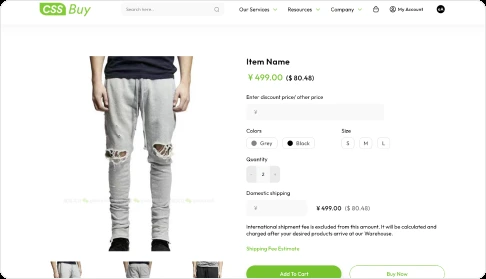 CSS Buy
Search here...
Our Services
Resources
Company
My Account
Item Name
¥ 499.00 ($ 80.48)
Enter discount price/ other price
¥
Colors
Size
Grey
Black
S
M
L
Quantity
- 2 +
Domestic shipping
¥
¥ 499.00 ($ 80.48)
International shipment fee is excluded from this amount. It will be calculated and
charged after your desired products arrive at our Warehouse.
Shipping Fee Estimate
Add To Cart
Buy Now